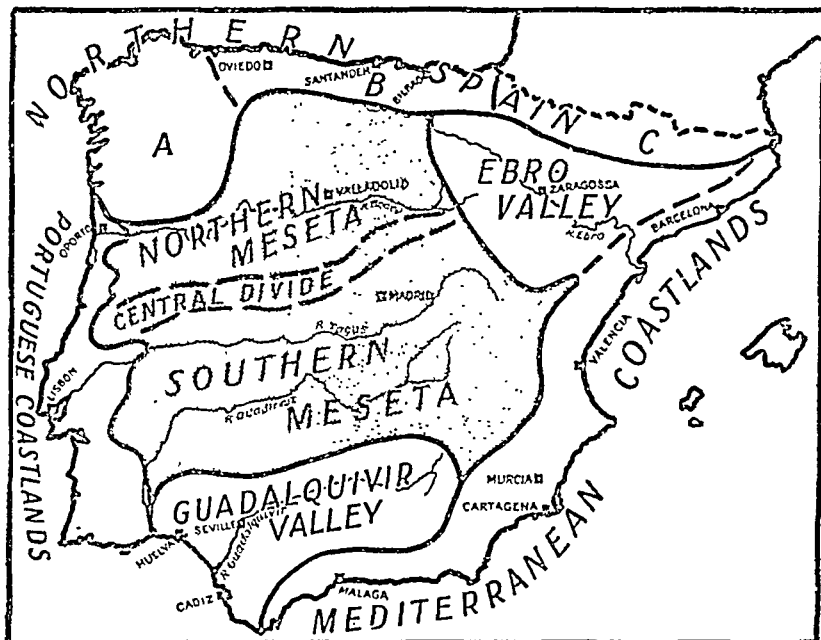 NORTHERN SPAIN
OVIEDO
SANTANDER
BILBAO
A
B
C
EBRO
VALLEY
ZARAGOSSA
R.EBRO
BARCELONA
VALLADOLID
NORTHERN
MESETA
OPORTO
CENTRAL DIVIDE
MADRID
R.TAGUS
SOUTHERN
MESETA
VALENCIA
LISBON
PORTUGUESE COASTLANDS
GUADALQUIVIR
VALLEY
SEVILLE
R.Guadalquivir
HUELVA
CADIZ
MALAGA
MURCIA
CARTAGENA
MEDITERRANEAN COASTLANDS